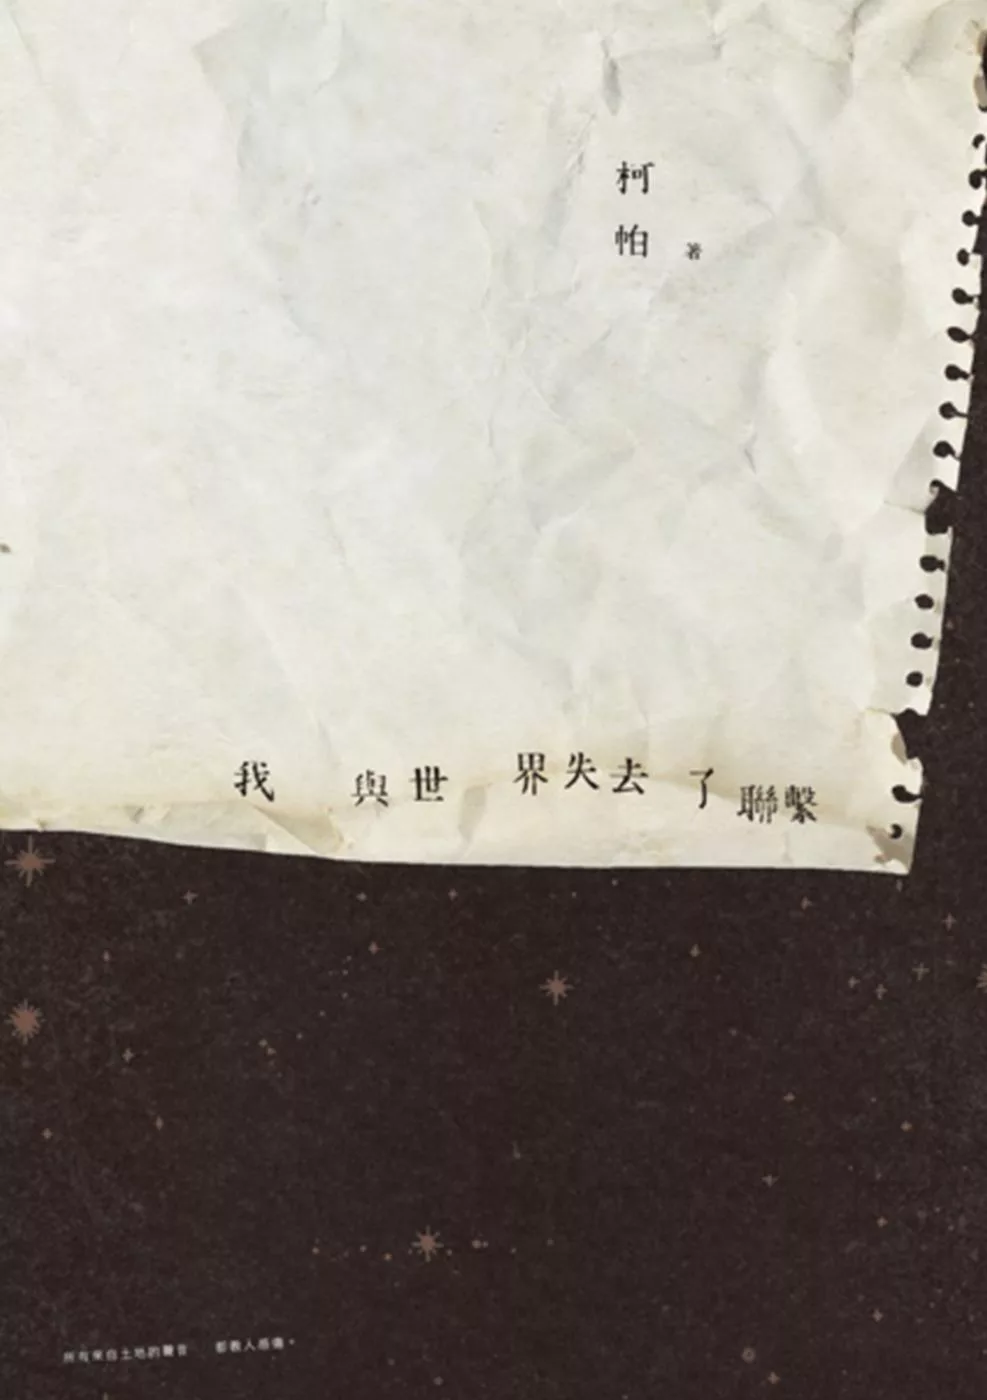 柯帕 著
我與世界失去了聯繫
所有來自土地的聲音 都教人感傷。